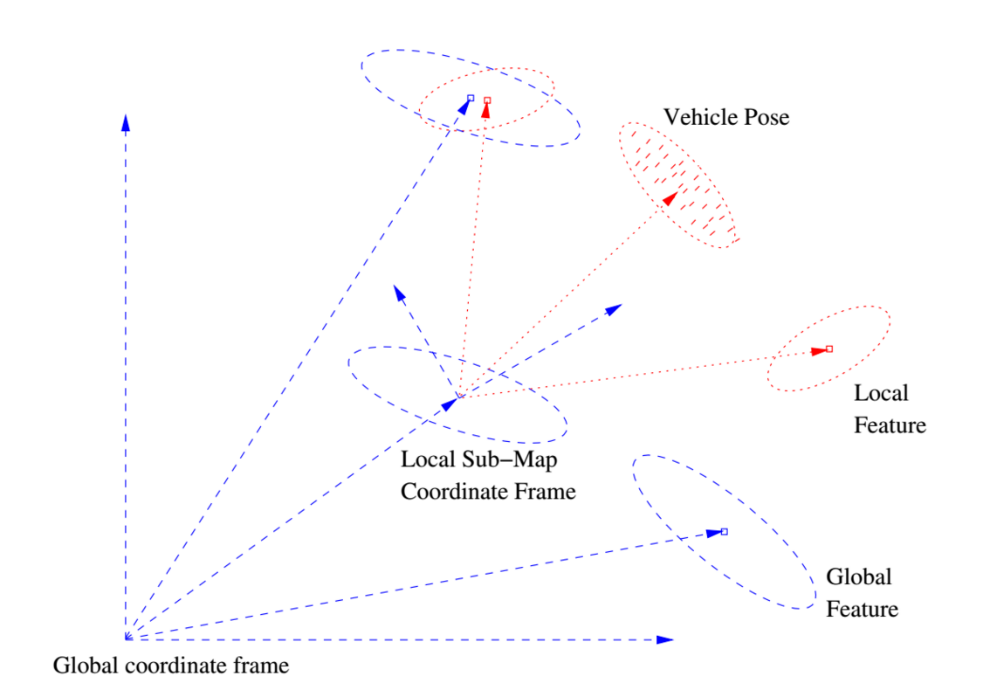 Vehicle Pose
Local
Feature
Local Sub−Map
Coordinate Frame
Global
Feature
Global coordinate frame